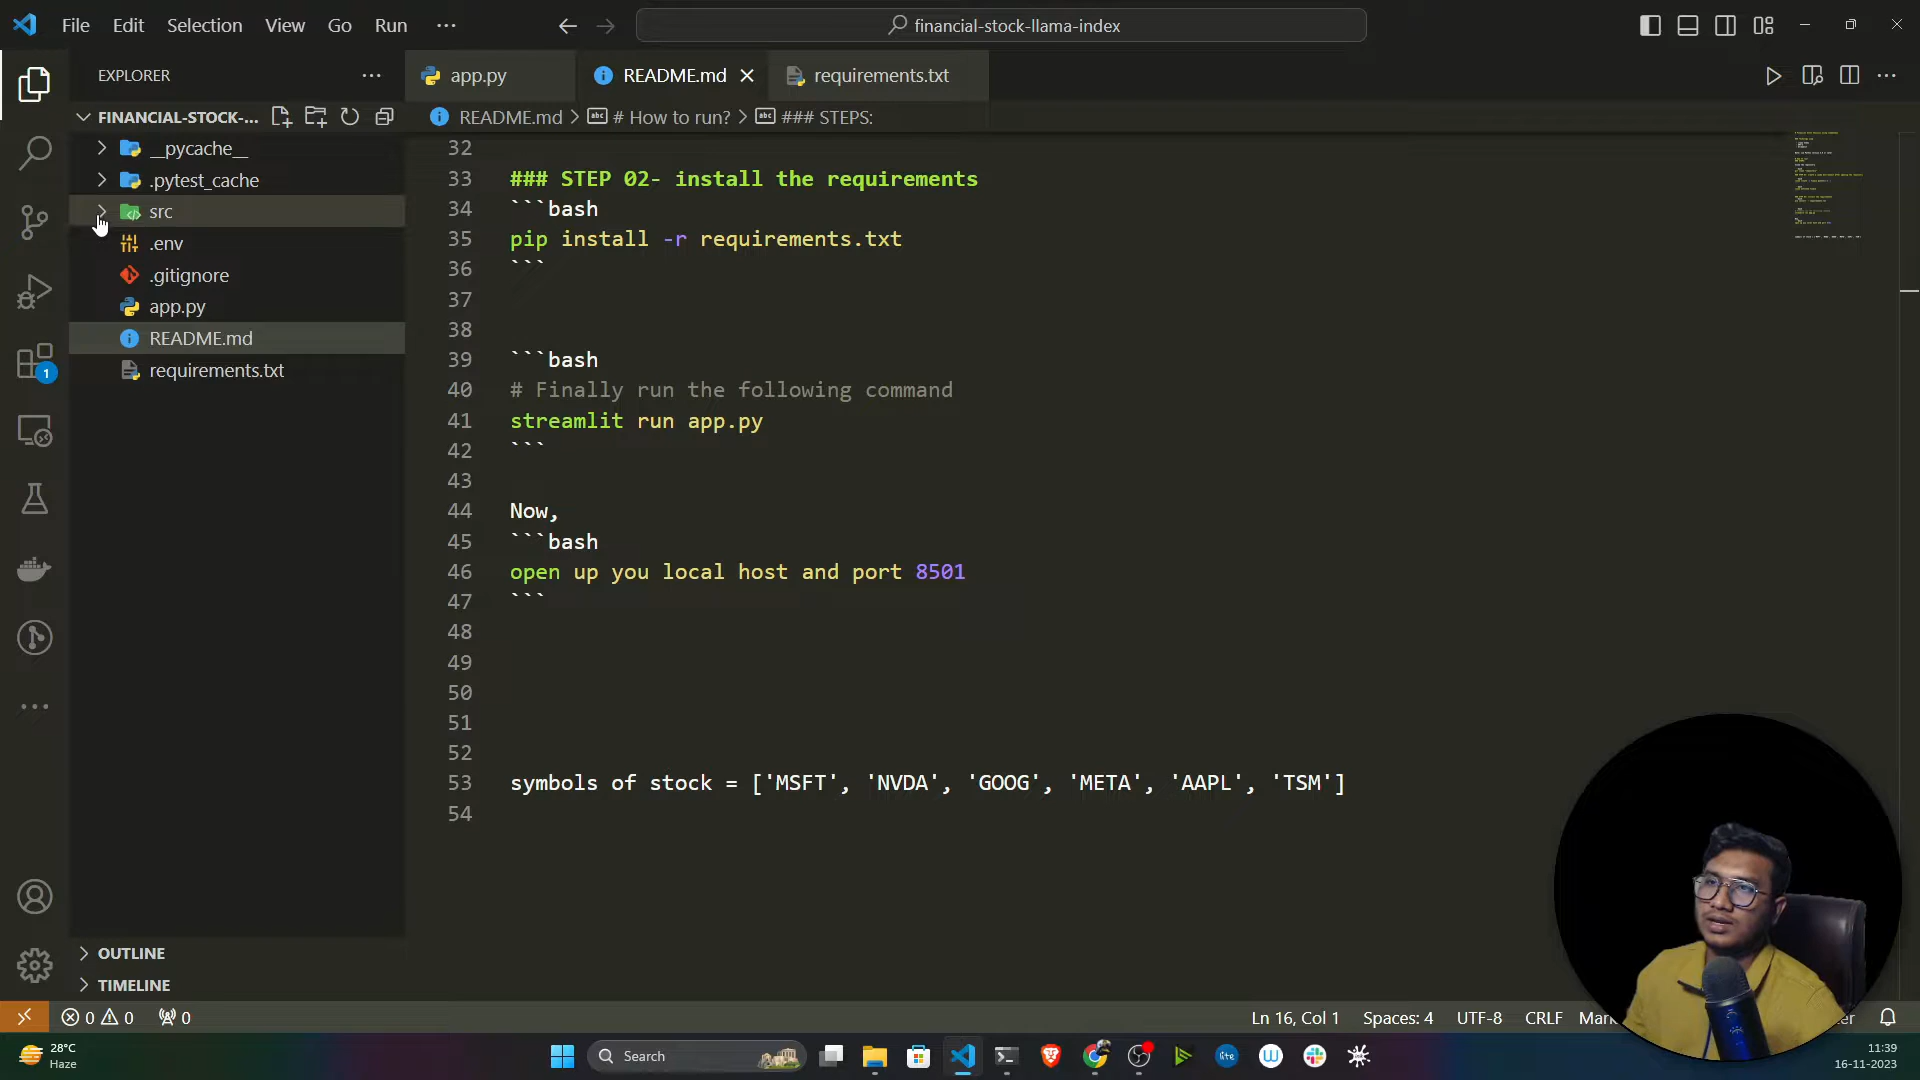 File Edit Selection View Go Run ···
financial-stock-llama-index
EXPLORER ···
FINANCIAL-STOCK-...
__pycache__
.pytest_cache
src
.env
.gitignore
app.py
README.md
requirements.txt
1
OUTLINE
TIMELINE
app.py README.md requirements.txt
README.md > # How to run? > ### STEPS:
32
33 ### STEP 02- install the requirements
34 ```bash
35 pip install -r requirements.txt
36 ```
37
38
39 ```bash
40 # Finally run the following command
41 streamlit run app.py
42 ```
43
44 Now,
45 ```bash
46 open up you local host and port 8501
47 ```
48
49
50
51
52
53 symbols of stock = ['MSFT', 'NVDA', 'GOOG', 'META', 'AAPL', 'TSM']
54
0 0 0
Ln 16, Col 1 Spaces: 4 UTF-8 CRLF
28°C
Haze
Search
lite
11:39
16-11-2023